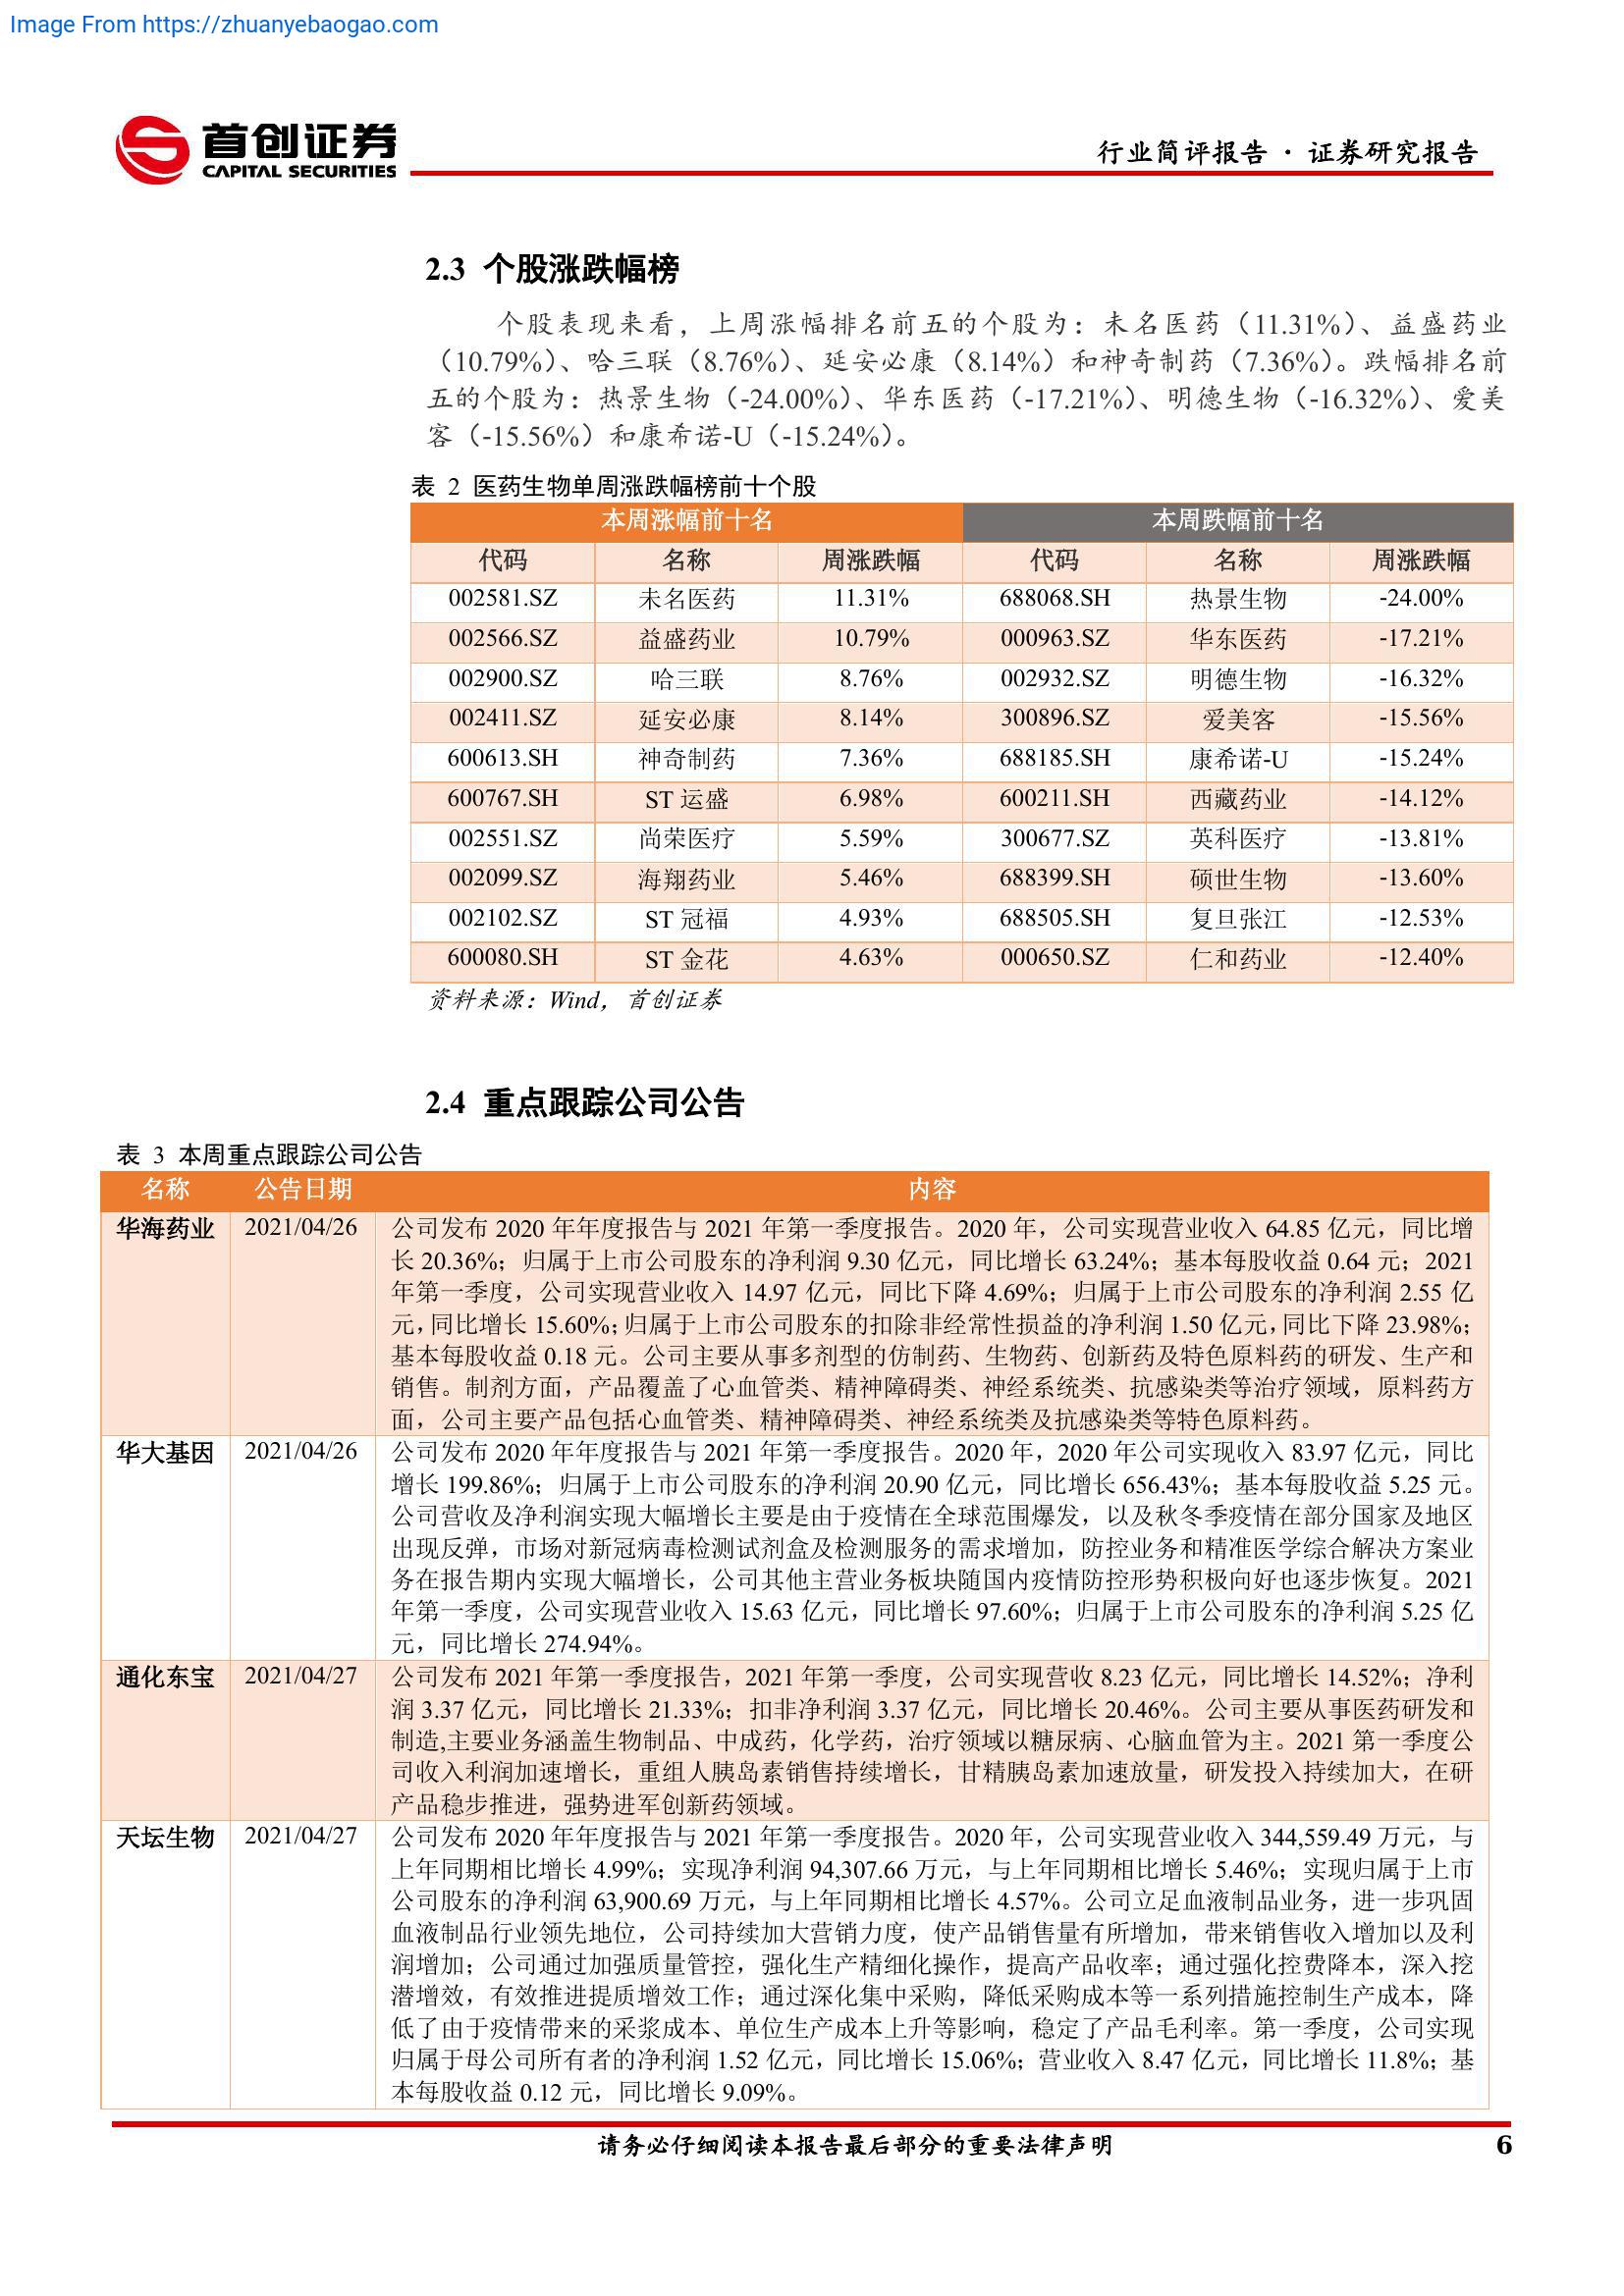 Image From https://zhuanyebaogao.com
首创证券
CAPITAL SECURITIES
行业简评报告 · 证券研究报告
2.3 个股涨跌幅榜
个股表现来看，上周涨幅排名前五的个股为：未名医药（11.31%）、益盛药业
（10.79%）、哈三联（8.76%）、延安必康（8.14%）和神奇制药（7.36%）。跌幅排名前
五的个股为：热景生物（-24.00%）、华东医药（-17.21%）、明德生物（-16.32%）、爱美
客（-15.56%）和康希诺-U（-15.24%）。
表 2 医药生物单周涨跌幅榜前十个股
本周涨幅前十名 本周跌幅前十名
代码 名称 周涨跌幅 代码 名称 周涨跌幅
002581.SZ 未名医药 11.31% 688068.SH 热景生物 -24.00%
002566.SZ 益盛药业 10.79% 000963.SZ 华东医药 -17.21%
002900.SZ 哈三联 8.76% 002932.SZ 明德生物 -16.32%
002411.SZ 延安必康 8.14% 300896.SZ 爱美客 -15.56%
600613.SH 神奇制药 7.36% 688185.SH 康希诺-U -15.24%
600767.SH ST 运盛 6.98% 600211.SH 西藏药业 -14.12%
002551.SZ 尚荣医疗 5.59% 300677.SZ 英科医疗 -13.81%
002099.SZ 海翔药业 5.46% 688399.SH 硕世生物 -13.60%
002102.SZ ST 冠福 4.93% 688505.SH 复旦张江 -12.53%
600080.SH ST 金花 4.63% 000650.SZ 仁和药业 -12.40%
资料来源：Wind，首创证券
2.4 重点跟踪公司公告
表 3 本周重点跟踪公司公告
名称 公告日期 内容
华海药业 2021/04/26 公司发布 2020 年年度报告与 2021 年第一季度报告。2020 年，公司实现营业收入 64.85 亿元，同比增
长 20.36%；归属于上市公司股东的净利润 9.30 亿元，同比增长 63.24%；基本每股收益 0.64 元；2021
年第一季度，公司实现营业收入 14.97 亿元，同比下降 4.69%；归属于上市公司股东的净利润 2.55 亿
元，同比增长 15.60%；归属于上市公司股东的扣除非经常性损益的净利润 1.50 亿元，同比下降 23.98%；
基本每股收益 0.18 元。公司主要从事多剂型的仿制药、生物药、创新药及特色原料药的研发、生产和
销售。制剂方面，产品覆盖了心血管类、精神障碍类、神经系统类、抗感染类等治疗领域，原料药方
面，公司主要产品包括心血管类、精神障碍类、神经系统类及抗感染类等特色原料药。
华大基因 2021/04/26 公司发布 2020 年年度报告与 2021 年第一季度报告。2020 年，2020 年公司实现收入 83.97 亿元，同比
增长 199.86%；归属于上市公司股东的净利润 20.90 亿元，同比增长 656.43%；基本每股收益 5.25 元。
公司营收及净利润实现大幅增长主要是由于疫情在全球范围爆发，以及秋冬季疫情在部分国家及地区
出现反弹，市场对新冠病毒检测试剂盒及检测服务的需求增加，防控业务和精准医学综合解决方案业
务在报告期内实现大幅增长，公司其他主营业务板块随国内疫情防控形势积极向好也逐步恢复。2021
年第一季度，公司实现营业收入 15.63 亿元，同比增长 97.60%；归属于上市公司股东的净利润 5.25 亿
元，同比增长 274.94%。
通化东宝 2021/04/27 公司发布 2021 年第一季度报告，2021 年第一季度，公司实现营收 8.23 亿元，同比增长 14.52%；净利
润 3.37 亿元，同比增长 21.33%；扣非净利润 3.37 亿元，同比增长 20.46%。公司主要从事医药研发和
制造,主要业务涵盖生物制品、中成药，化学药，治疗领域以糖尿病、心脑血管为主。2021 第一季度公
司收入利润加速增长，重组人胰岛素销售持续增长，甘精胰岛素加速放量，研发投入持续加大，在研
产品稳步推进，强势进军创新药领域。
天坛生物 2021/04/27 公司发布 2020 年年度报告与 2021 年第一季度报告。2020 年，公司实现营业收入 344,559.49 万元，与
上年同期相比增长 4.99%；实现净利润 94,307.66 万元，与上年同期相比增长 5.46%；实现归属于上市
公司股东的净利润 63,900.69 万元，与上年同期相比增长 4.57%。公司立足血液制品业务，进一步巩固
血液制品行业领先地位，公司持续加大营销力度，使产品销售量有所增加，带来销售收入增加以及利
润增加；公司通过加强质量管控，强化生产精细化操作，提高产品收率；通过强化控费降本，深入挖
潜增效，有效推进提质增效工作；通过深化集中采购，降低采购成本等一系列措施控制生产成本，降
低了由于疫情带来的采浆成本、单位生产成本上升等影响，稳定了产品毛利率。第一季度，公司实现
归属于母公司所有者的净利润 1.52 亿元，同比增长 15.06%；营业收入 8.47 亿元，同比增长 11.8%；基
本每股收益 0.12 元，同比增长 9.09%。
请务必仔细阅读本报告最后部分的重要法律声明 6